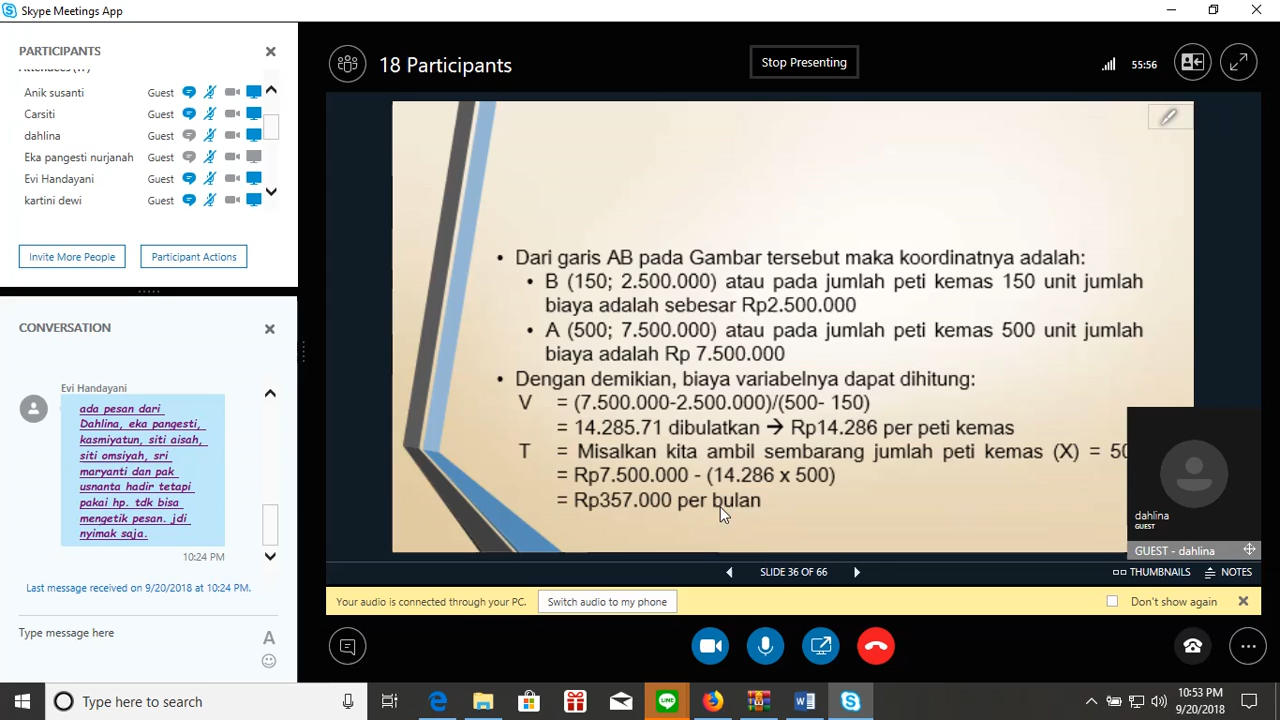 Skype Meetings App
PARTICIPANTS
Anik susanti Guest
Carsiti Guest
dahlina Guest
Eka pangesti nurjanah Guest
Evi Handayani Guest
kartini dewi Guest
Invite More People
Participant Actions
CONVERSATION
Evi Handayani
ada pesan dari
Dahlina, eka pangesti,
kasmiyatun, siti aisah,
siti omsiyah, sri
maryanti dan pak
usnanta hadir tetapi
pakai hp. tdk bisa
mengetik pesan. jdi
nyimak saja.
10:24 PM
Last message received on 9/20/2018 at 10:24 PM.
Type message here
A
18 Participants
Stop Presenting
55:56
• Dari garis AB pada Gambar tersebut maka koordinatnya adalah:
• B (150; 2.500.000) atau pada jumlah peti kemas 150 unit jumlah
biaya adalah sebesar Rp2.500.000
• A (500; 7.500.000) atau pada jumlah peti kemas 500 unit jumlah
biaya adalah Rp 7.500.000
• Dengan demikian, biaya variabelnya dapat dihitung:
V = (7.500.000-2.500.000)/(500- 150)
= 14.285.71 dibulatkan → Rp14.286 per peti kemas
T = Misalkan kita ambil sembarang jumlah peti kemas (X) = 50
= Rp7.500.000 - (14.286 x 500)
= Rp357.000 per bulan
dahlina
GUEST
GUEST - dahlina
SLIDE 36 OF 66
THUMBNAILS
NOTES
Your audio is connected through your PC.
Switch audio to my phone
Don't show again
Type here to search
10:53 PM
9/20/2018